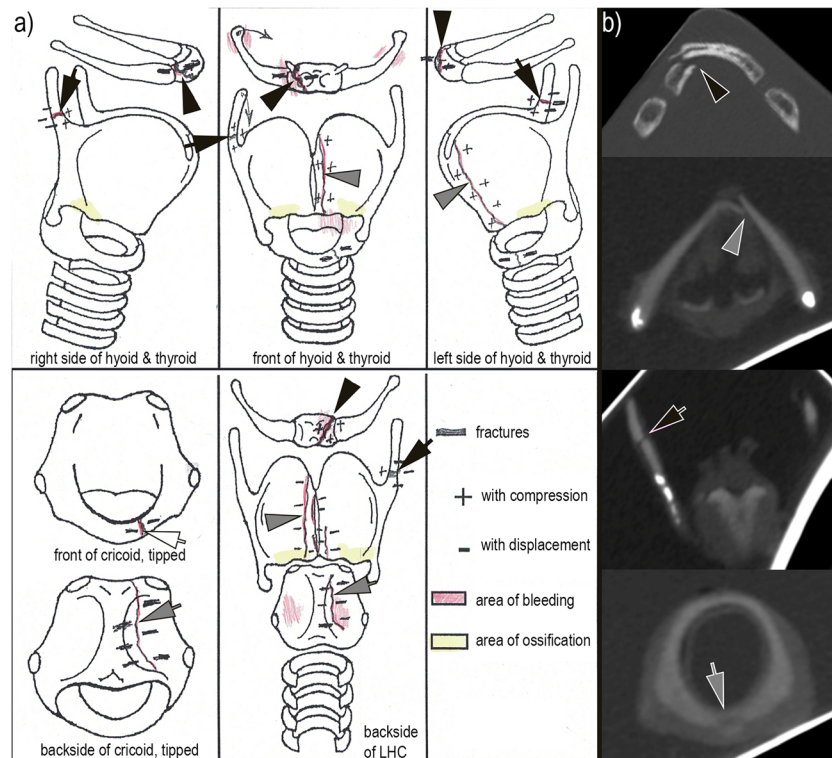 a)
b)
right side of hyoid & thyroid
front of hyoid & thyroid
left side of hyoid & thyroid
front of cricoid, tipped
backside of cricoid, tipped
backside
of LHC
fractures
+ with compression
- with displacement
area of bleeding
area of ossification